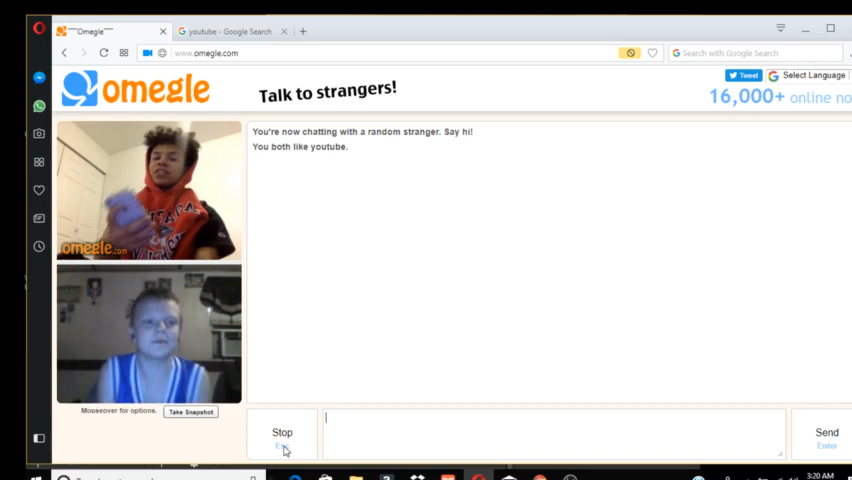 Omegle
youtube - Google Search
www.omegle.com
Search with Google Search
omegle
Talk to strangers!
Tweet
Select Language
16,000+ online no
You're now chatting with a random stranger. Say hi!
You both like youtube.
omegle.com
Mouseover for options.
Take Snapshot
Stop
Send
Enter
3:20 AM